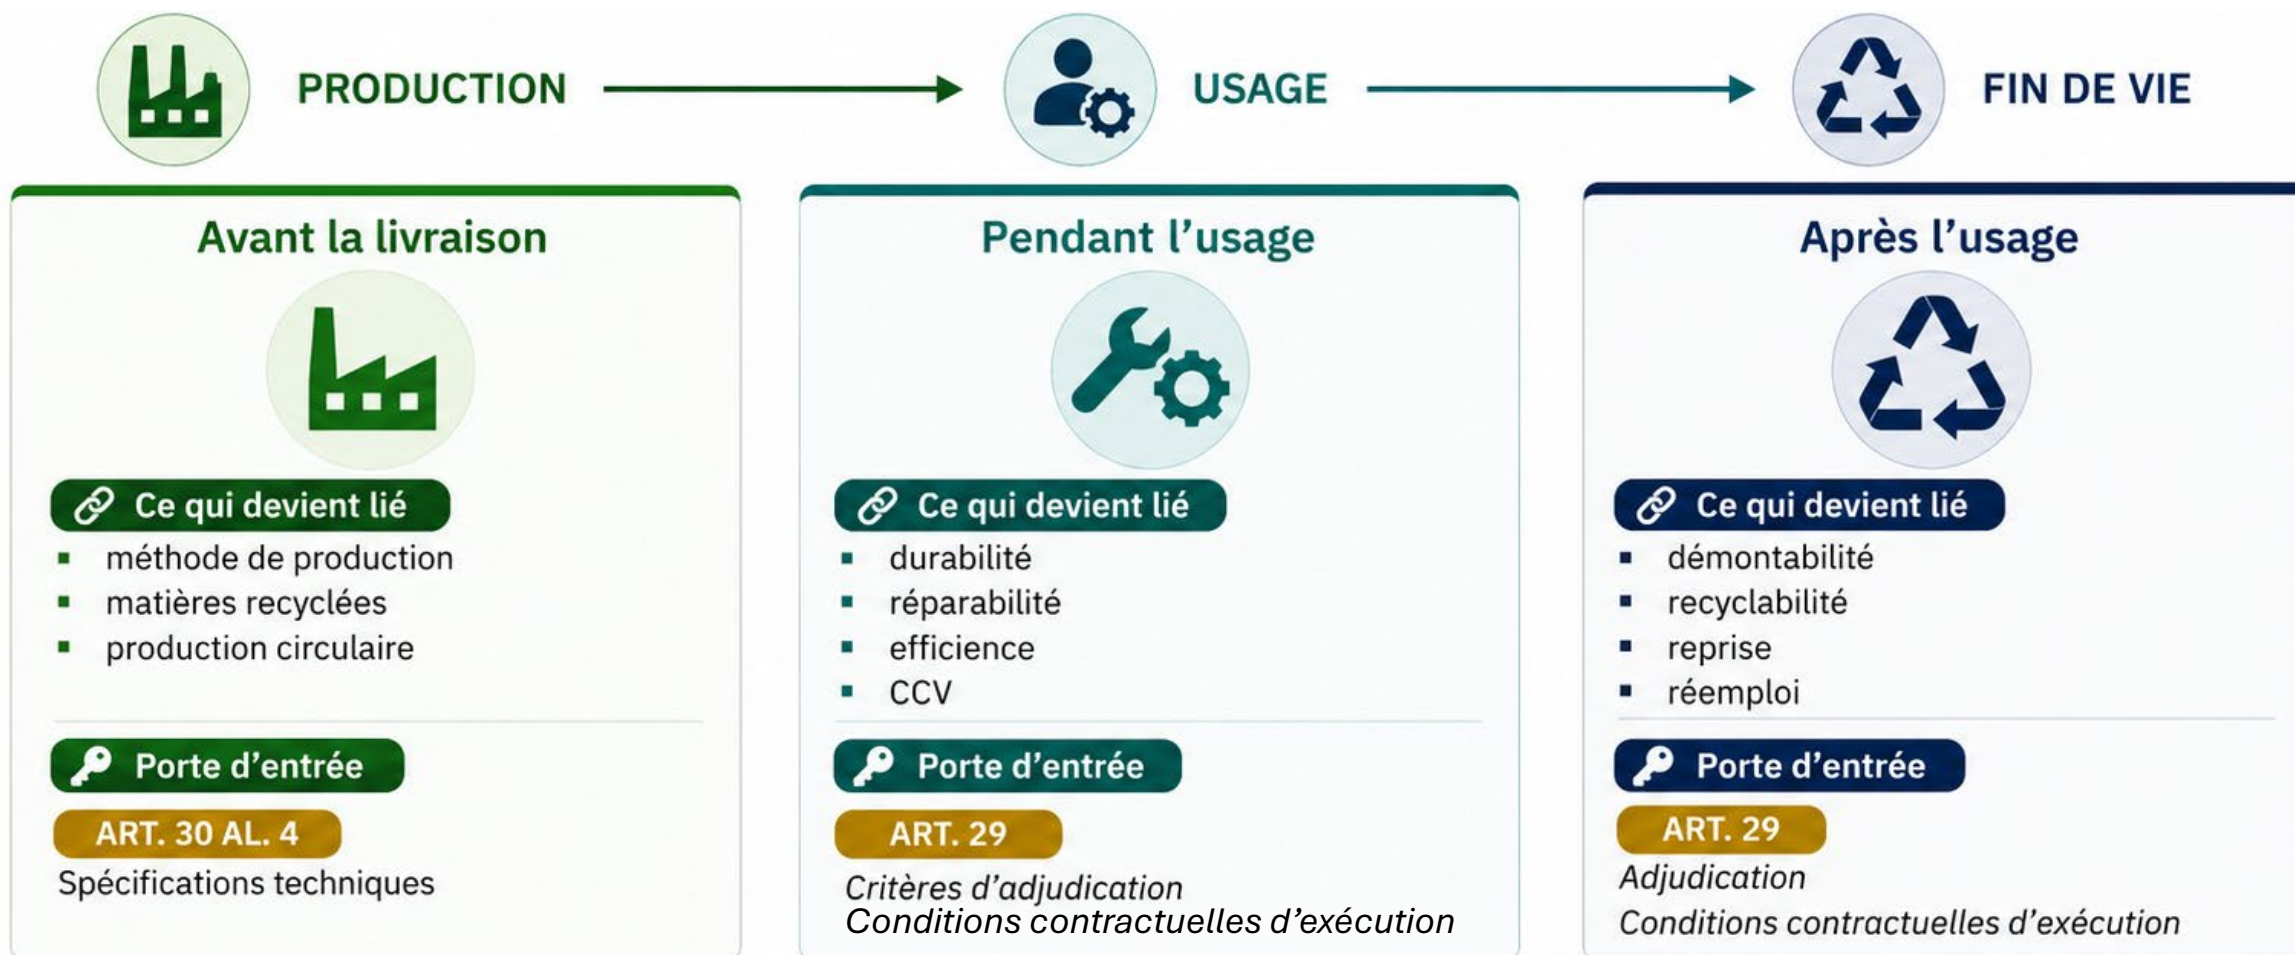 PRODUCTION
USAGE
FIN DE VIE
Avant la livraison
Ce qui devient lié
méthode de production
matières recyclées
production circulaire
Porte d’entrée
ART. 30 AL. 4
Spécifications techniques
Pendant l’usage
Ce qui devient lié
durabilité
réparabilité
efficience
CCV
Porte d’entrée
ART. 29
Critères d’adjudication
Conditions contractuelles d’exécution
Après l’usage
Ce qui devient lié
démontabilité
recyclabilité
reprise
réemploi
Porte d’entrée
ART. 29
Adjudication
Conditions contractuelles d’exécution